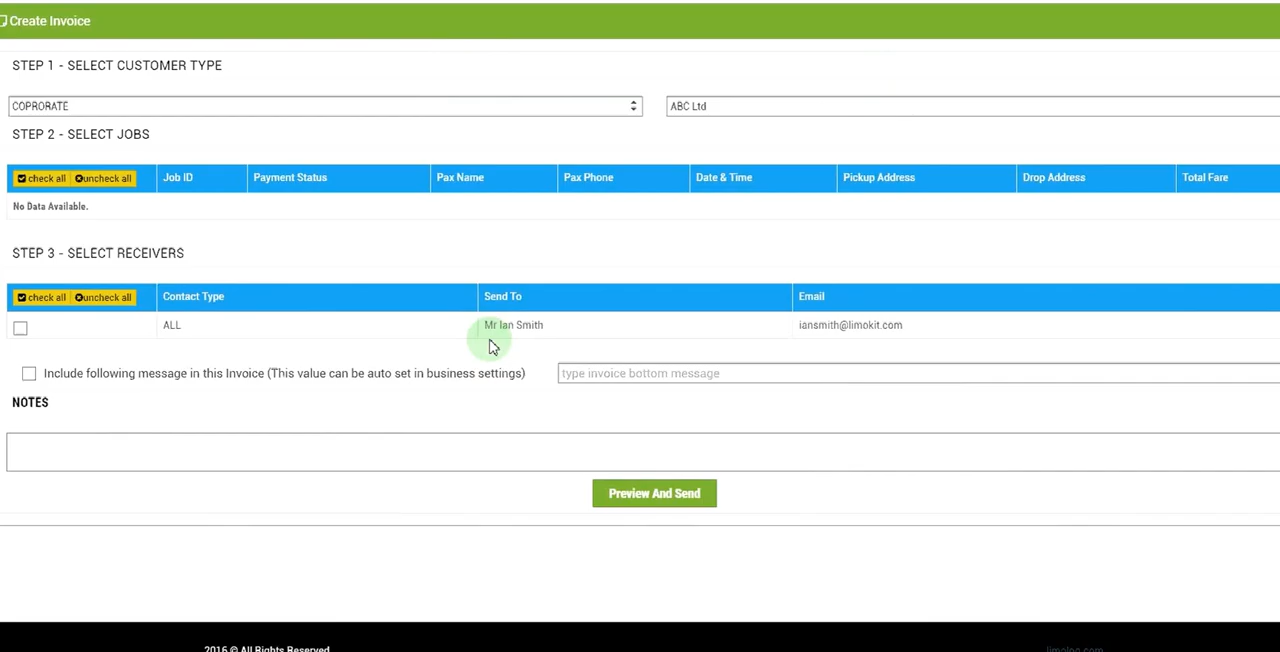 Create Invoice
STEP 1 - SELECT CUSTOMER TYPE
COPRORATE ABC Ltd
STEP 2 - SELECT JOBS
check all uncheck all Job ID Payment Status Pax Name Pax Phone Date & Time Pickup Address Drop Address Total Fare
No Data Available.
STEP 3 - SELECT RECEIVERS
check all uncheck all Contact Type Send To Email
ALL Mr Ian Smith iansmith@limokit.com
Include following message in this Invoice (This value can be auto set in business settings) type invoice bottom message
NOTES
Preview And Send
2016 © All Rights Reserved